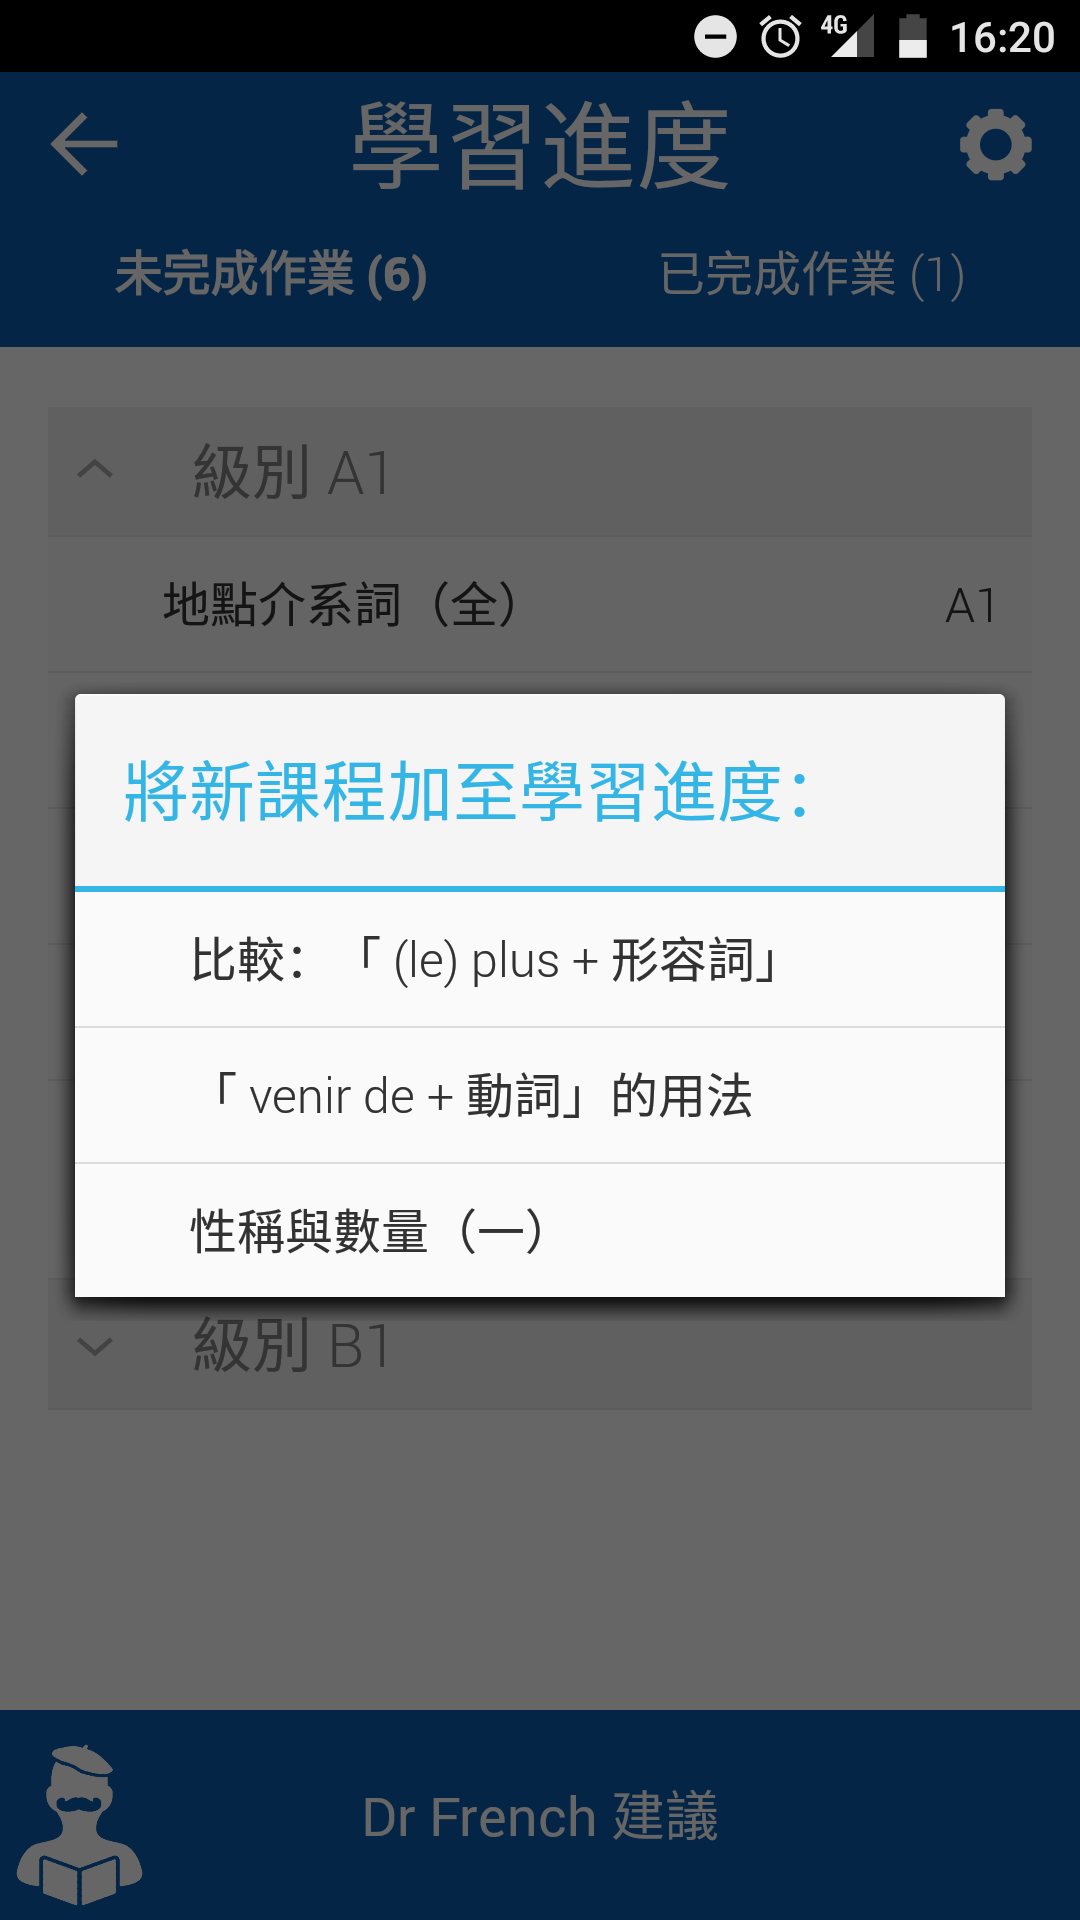 4G 16:20
學習進度
未完成作業 (6) 已完成作業 (1)
級別 A1
地點介系詞（全） A1
將新課程加至學習進度：
比較：「 (le) plus + 形容詞」
「 venir de + 動詞」的用法
性稱與數量（一）
級別 B1
Dr French 建議